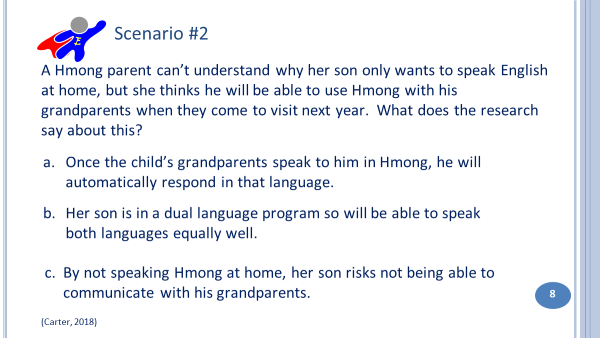 Scenario #2
A Hmong parent can't understand why her son only wants to speak English
at home, but she thinks he will be able to use Hmong with his
grandparents when they come to visit next year. What does the research
say about this?
a. Once the child's grandparents speak to him in Hmong, he will
automatically respond in that language.
b. Her son is in a dual language program so will be able to speak
both languages equally well.
c. By not speaking Hmong at home, her son risks not being able to
communicate with his grandparents.
8
(Carter, 2018)